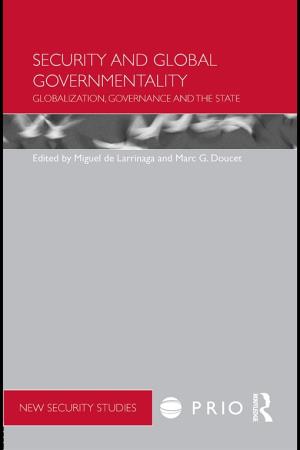 SECURITY AND GLOBAL
GOVERNMENTALITY
GLOBALIZATION, GOVERNANCE AND THE STATE
Edited by Miguel de Larrinaga and Marc G. Doucet
NEW SECURITY STUDIES
PRIO
ROUTLEDGE